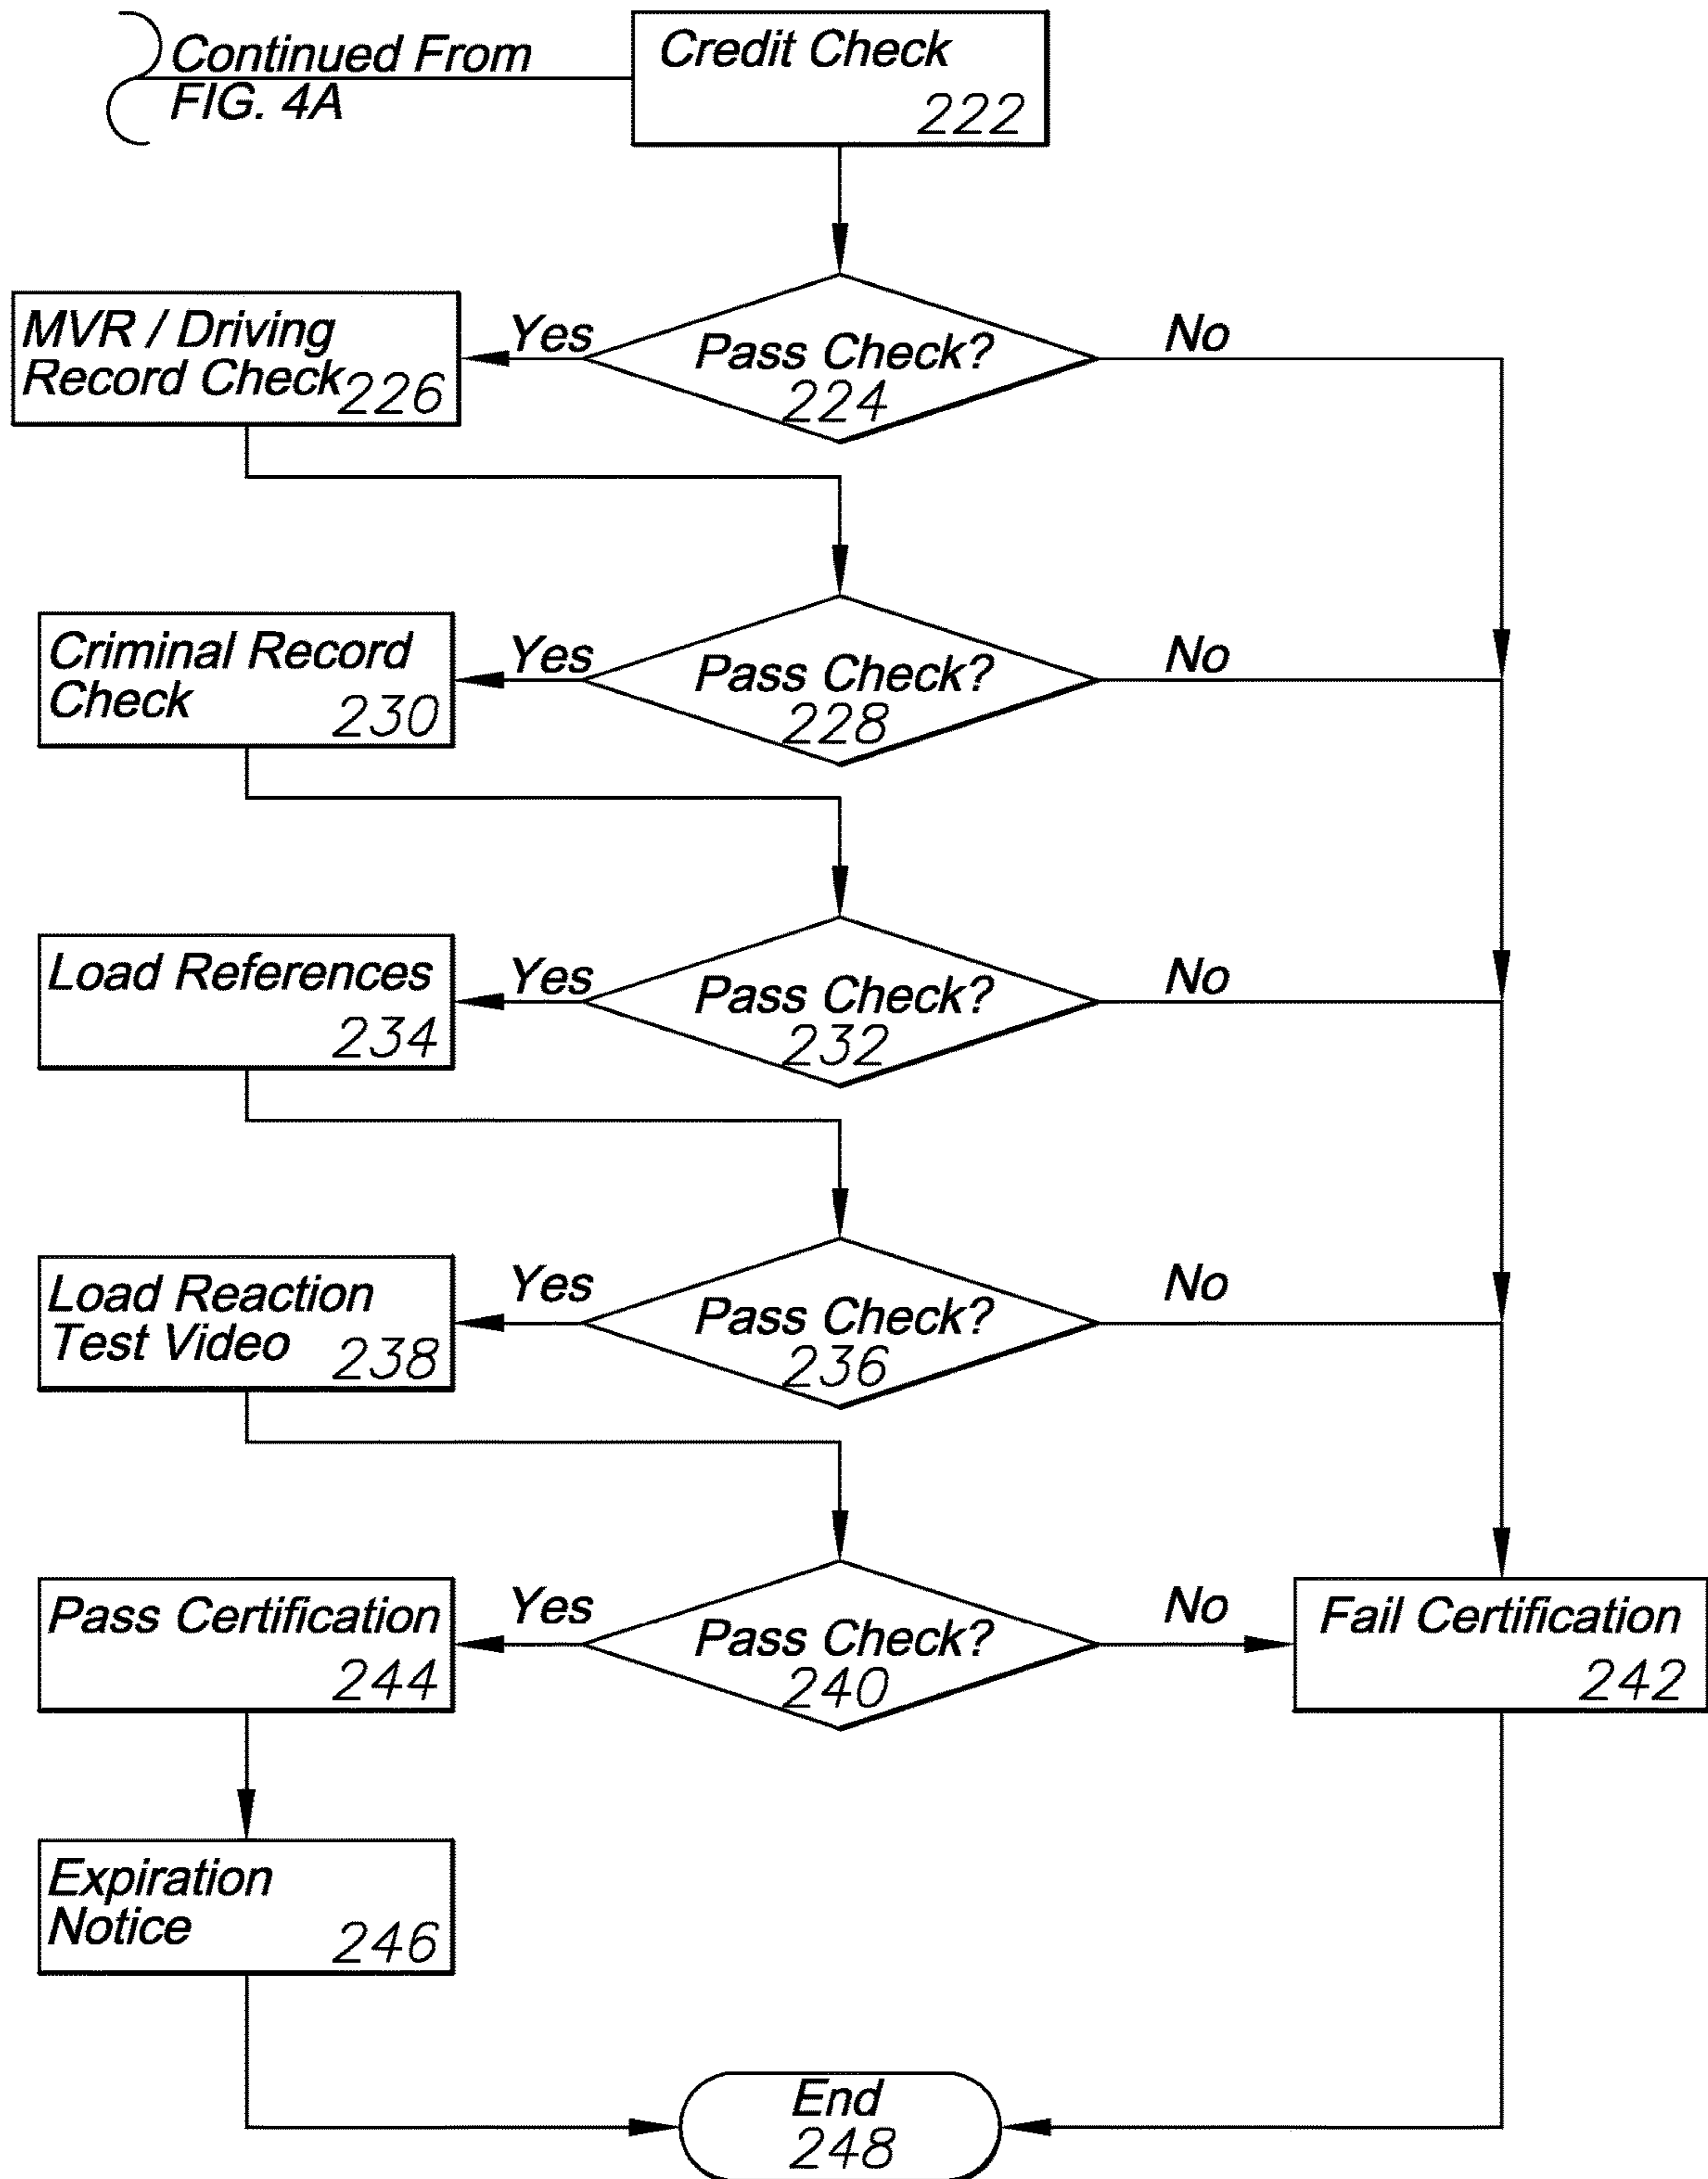 Continued From
FIG. 4A
Credit Check
222
MVR / Driving
Record Check 226
Yes
Pass Check?
224
No
Criminal Record
Check
230
Yes
Pass Check?
228
No
Load References
234
Yes
Pass Check?
232
No
Load Reaction
Test Video 238
Yes
Pass Check?
236
No
Pass Certification
244
Yes
Pass Check?
240
No
Fail Certification
242
Expiration
Notice
246
End
248